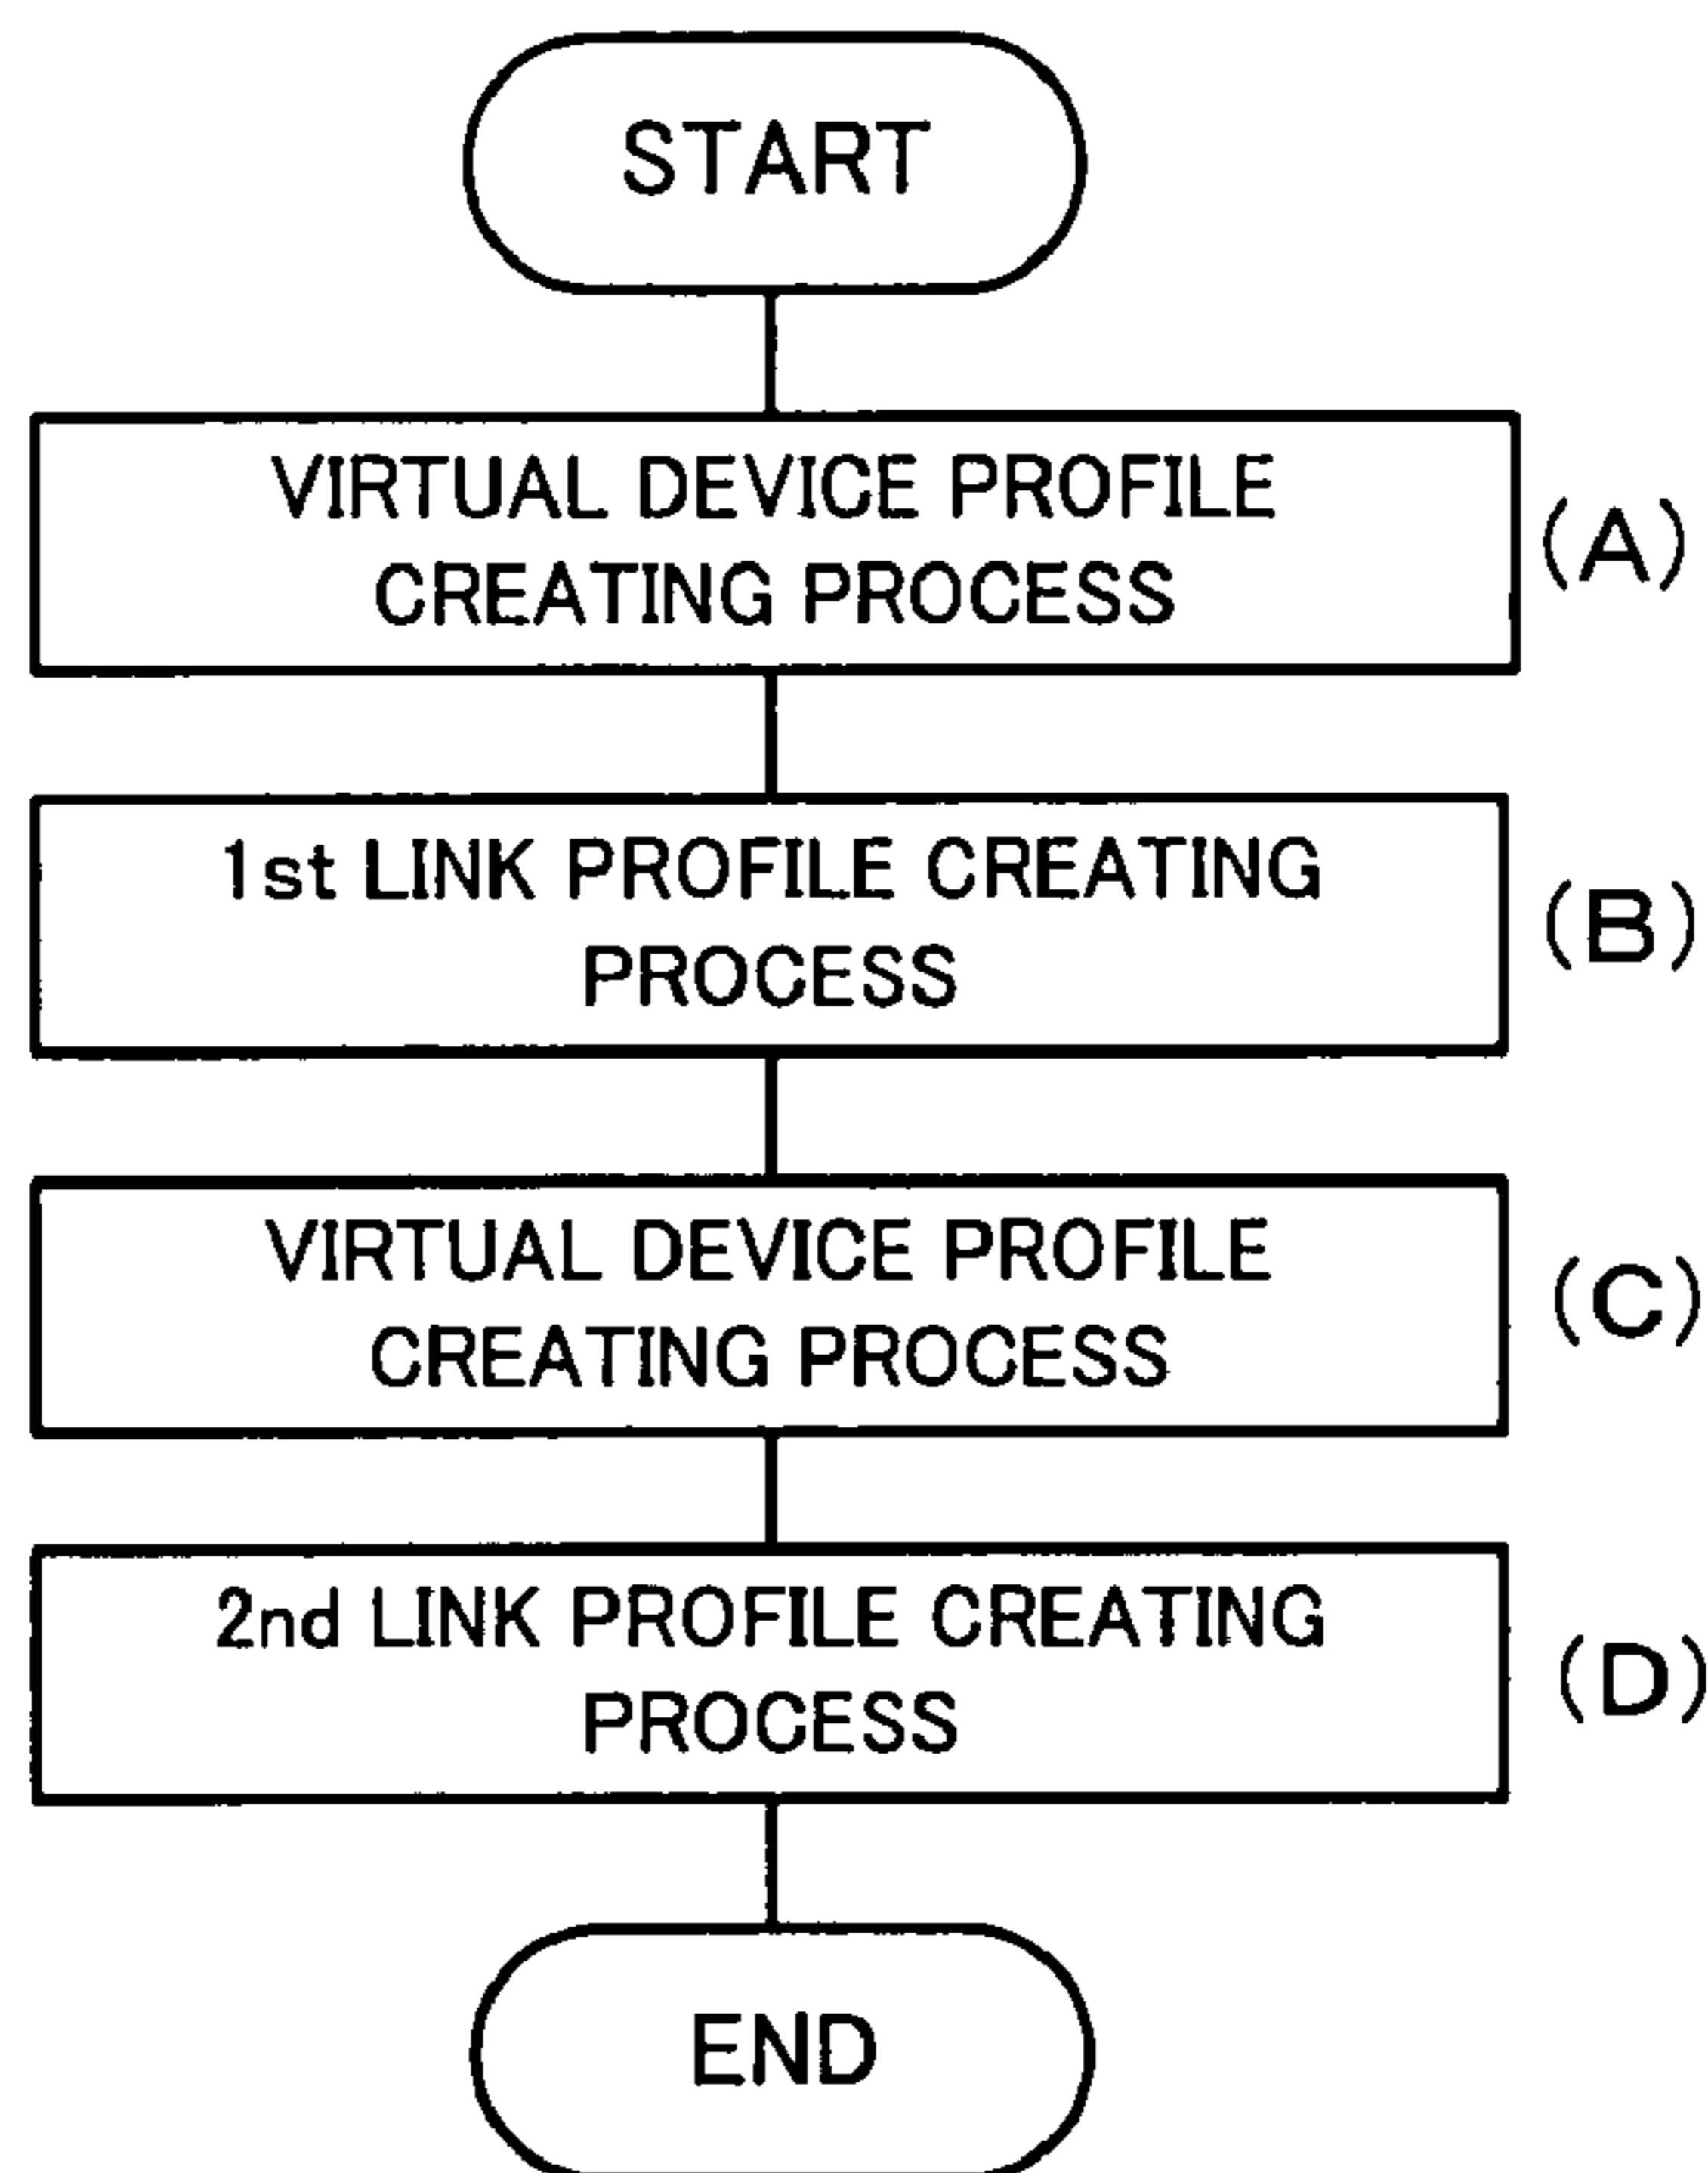 START
VIRTUAL DEVICE PROFILE
CREATING PROCESS
(A)
1st LINK PROFILE CREATING
PROCESS
(B)
VIRTUAL DEVICE PROFILE
CREATING PROCESS
(C)
2nd LINK PROFILE CREATING
PROCESS
(D)
END